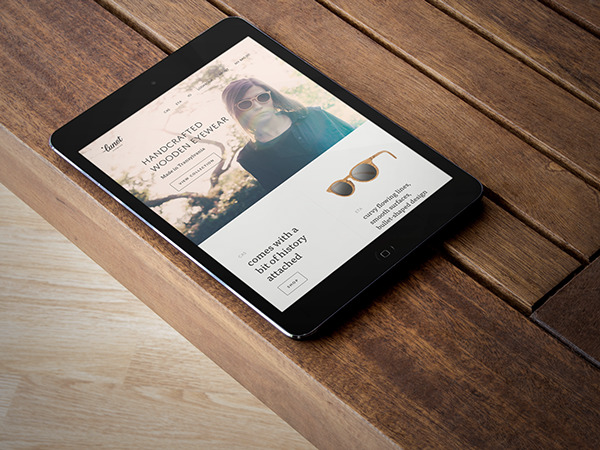 Lunet
HANDCRAFTED
WOODEN EYEWEAR
Made in Transylvania
VIEW COLLECTION
comes with a
bit of history
attached
SHOP
curvy flowing lines,
smooth surfaces,
bullet-shaped design